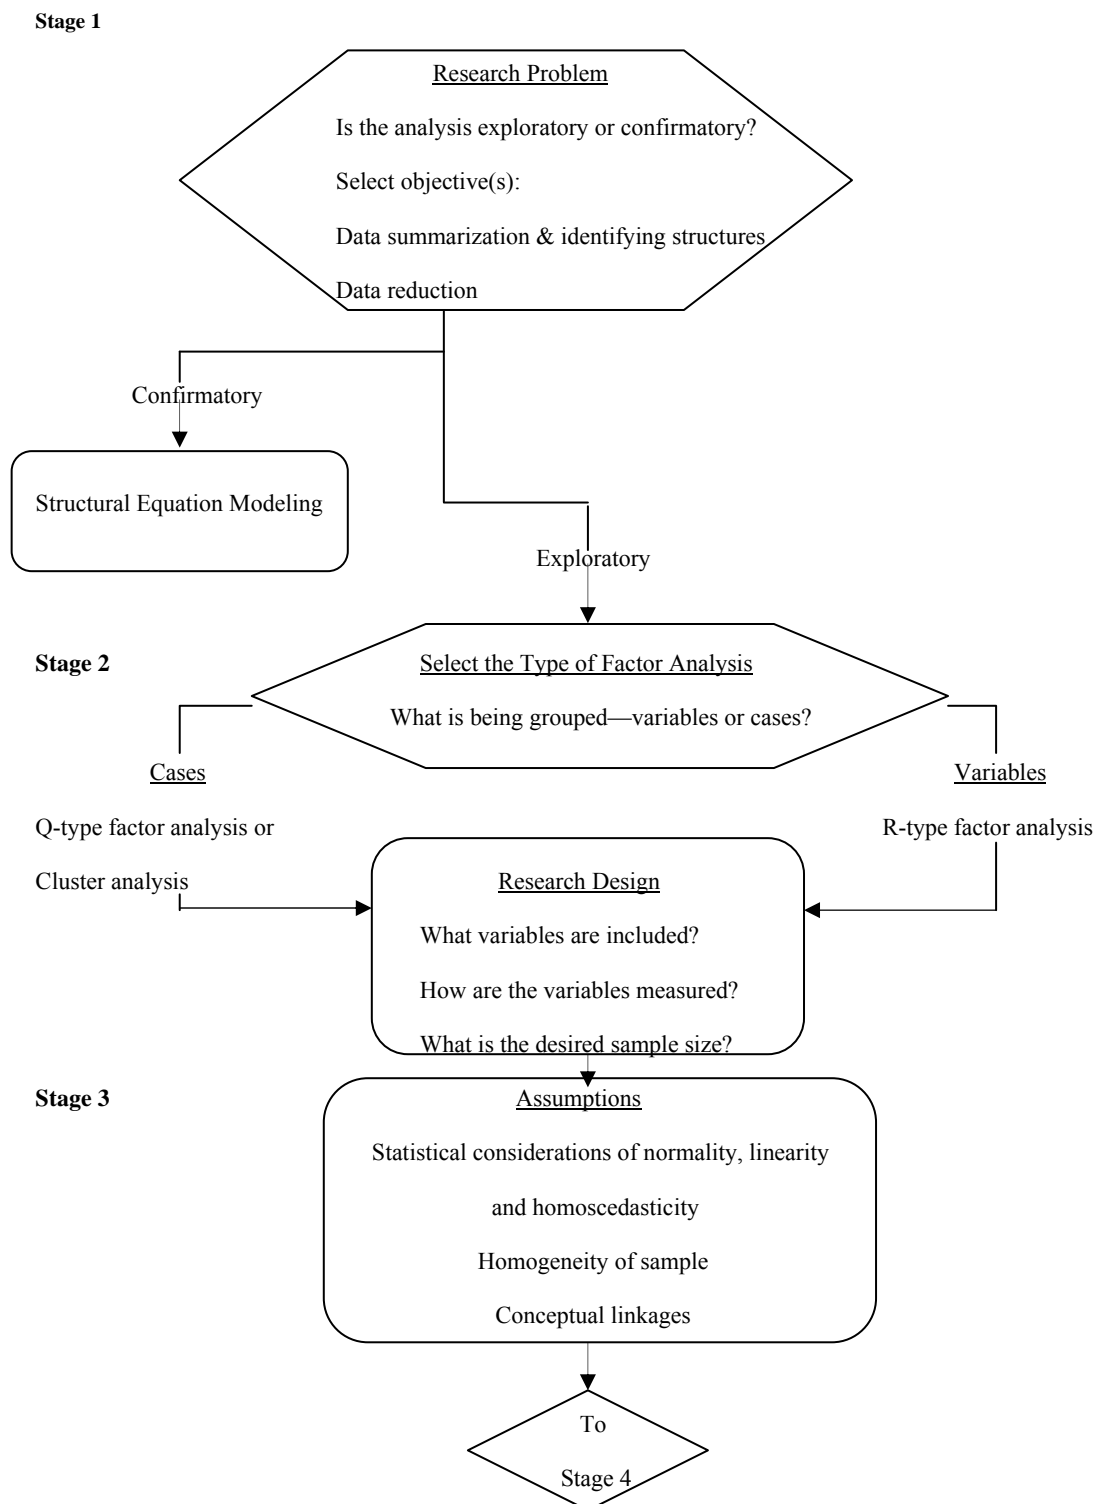 Stage 1
Research Problem
Is the analysis exploratory or confirmatory?
Select objective(s):
Data summarization & identifying structures
Data reduction
Confirmatory
Structural Equation Modeling
Exploratory
Stage 2
Select the Type of Factor Analysis
What is being grouped—variables or cases?
Cases
Variables
Q-type factor analysis or
R-type factor analysis
Cluster analysis
Research Design
What variables are included?
How are the variables measured?
What is the desired sample size?
Stage 3
Assumptions
Statistical considerations of normality, linearity
and homoscedasticity
Homogeneity of sample
Conceptual linkages
To
Stage 4